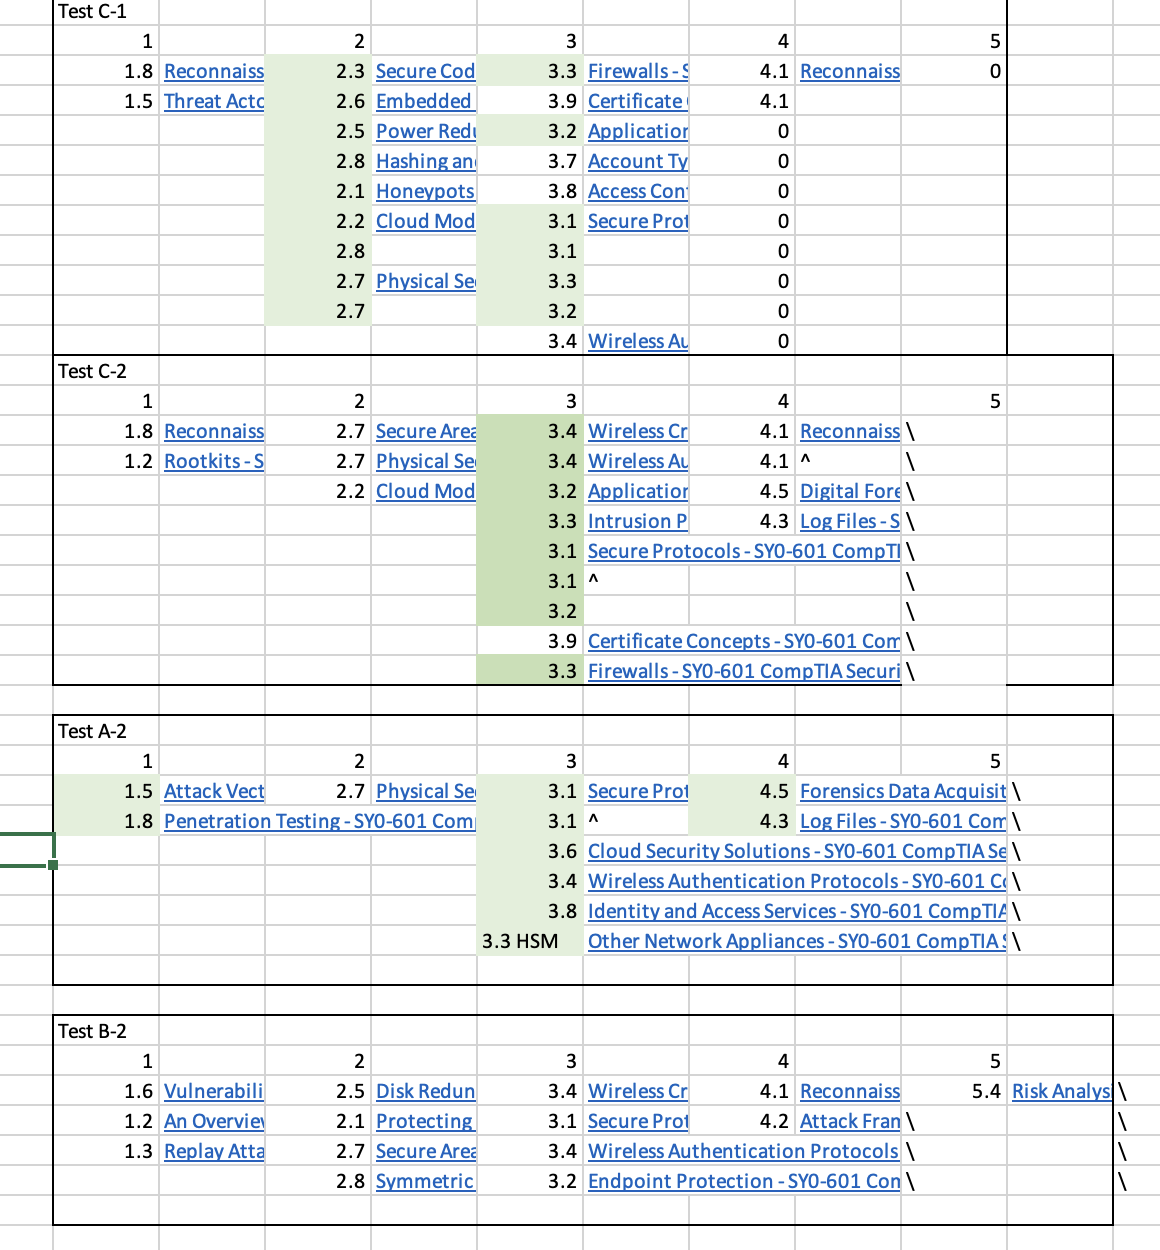 Test C-1
1 2 3 4 5
1.8 Reconnaiss 2.3 Secure Cod 3.3 Firewalls - S 4.1 Reconnaiss 0
1.5 Threat Acto 2.6 Embedded 3.9 Certificate 4.1
2.5 Power Redu 3.2 Application 0
2.8 Hashing an 3.7 Account Ty 0
2.1 Honeypots 3.8 Access Cont 0
2.2 Cloud Mod 3.1 Secure Prot 0
2.8 3.1 0
2.7 Physical Se 3.3 0
2.7 3.2 0
3.4 Wireless Au 0
Test C-2
1 2 3 4 5
1.8 Reconnaiss 2.7 Secure Area 3.4 Wireless Cr 4.1 Reconnaiss \
1.2 Rootkits - S 2.7 Physical Se 3.4 Wireless Au 4.1 ^ \
2.2 Cloud Mod 3.2 Application 4.5 Digital Fore \
3.3 Intrusion P 4.3 Log Files - S \
3.1 Secure Protocols - SY0-601 CompTI \
3.1 ^ \
3.2 \
3.9 Certificate Concepts - SY0-601 Com \
3.3 Firewalls - SY0-601 CompTIA Securi \
Test A-2
1 2 3 4 5
1.5 Attack Vect 2.7 Physical Se 3.1 Secure Prot 4.5 Forensics Data Acquisit \
1.8 Penetration Testing - SY0-601 Com 3.1 ^ 4.3 Log Files - SY0-601 Com \
3.6 Cloud Security Solutions - SY0-601 CompTIA Se \
3.4 Wireless Authentication Protocols - SY0-601 Co \
3.8 Identity and Access Services - SY0-601 CompTIA \
3.3 HSM Other Network Appliances - SY0-601 CompTIA S \
Test B-2
1 2 3 4 5
1.6 Vulnerabili 2.5 Disk Redun 3.4 Wireless Cr 4.1 Reconnaiss 5.4 Risk Analys \
1.2 An Overview 2.1 Protecting 3.1 Secure Prot 4.2 Attack Fram \ \
1.3 Replay Atta 2.7 Secure Area 3.4 Wireless Authentication Protocols \ \
2.8 Symmetric 3.2 Endpoint Protection - SY0-601 Com \ \